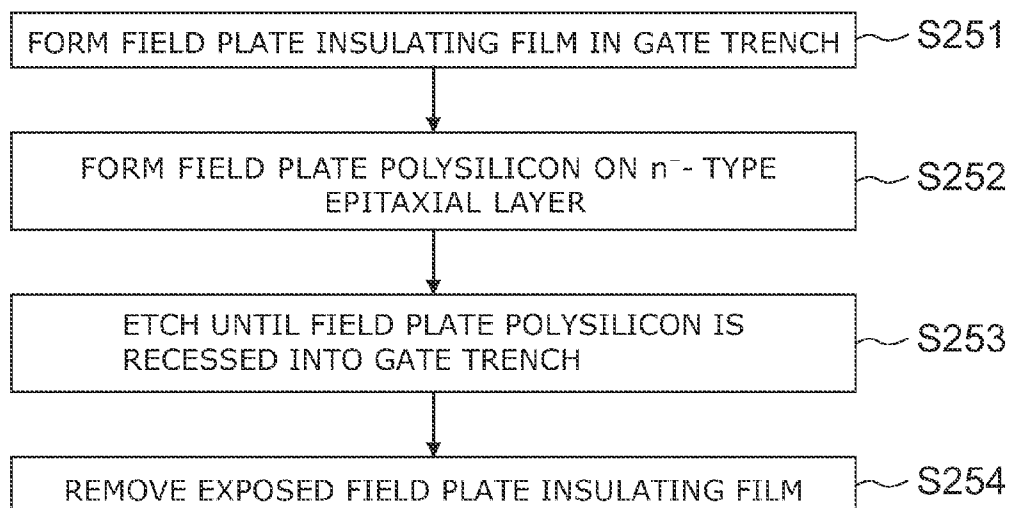 FORM FIELD PLATE INSULATING FILM IN GATE TRENCH S251
FORM FIELD PLATE POLYSILICON ON n⁻- TYPE
EPITAXIAL LAYER
S252
ETCH UNTIL FIELD PLATE POLYSILICON IS
RECESSED INTO GATE TRENCH
S253
REMOVE EXPOSED FIELD PLATE INSULATING FILM S254